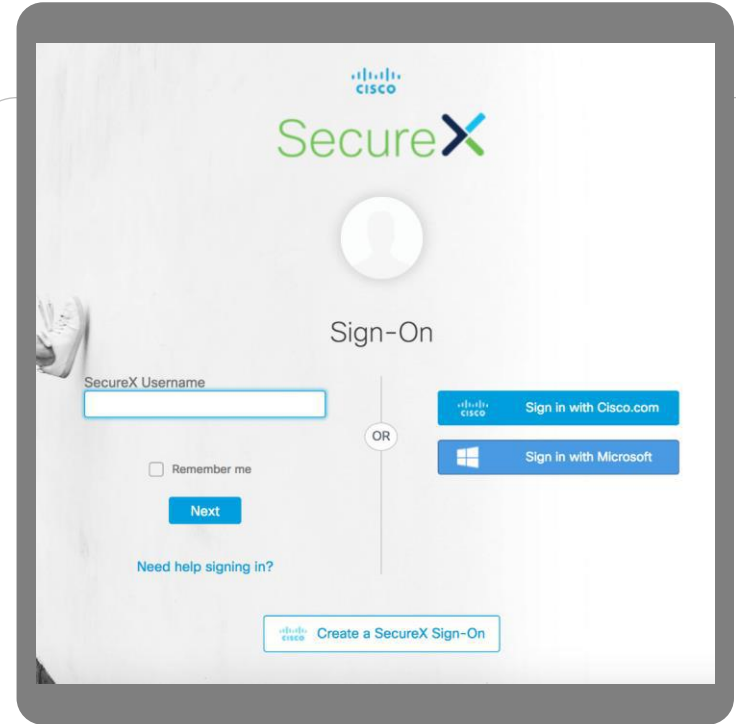 CISCO
SecureX
Sign-On
SecureX Username
Remember me
Next
Need help signing in?
OR
CISCO Sign in with Cisco.com
Sign in with Microsoft
CISCO Create a SecureX Sign-On